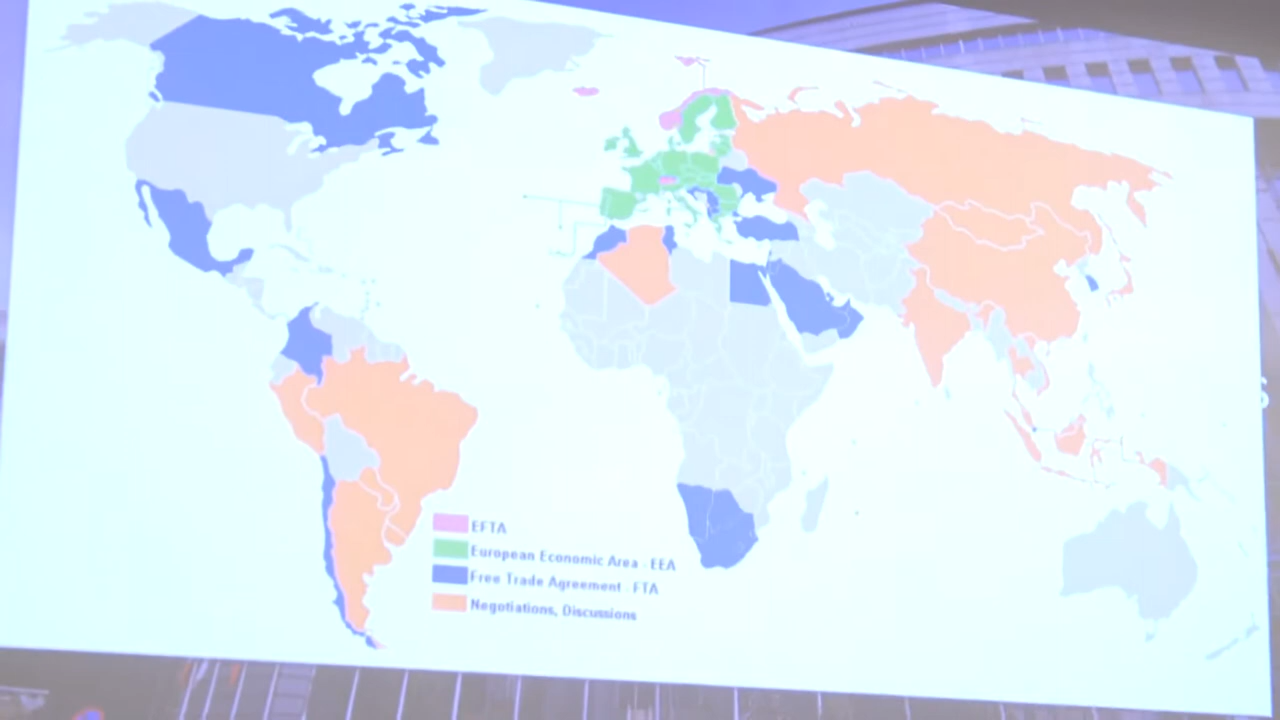 EFTA
European Economic Area - EEA
Free Trade Agreement - FTA
Negotiations, Discussions